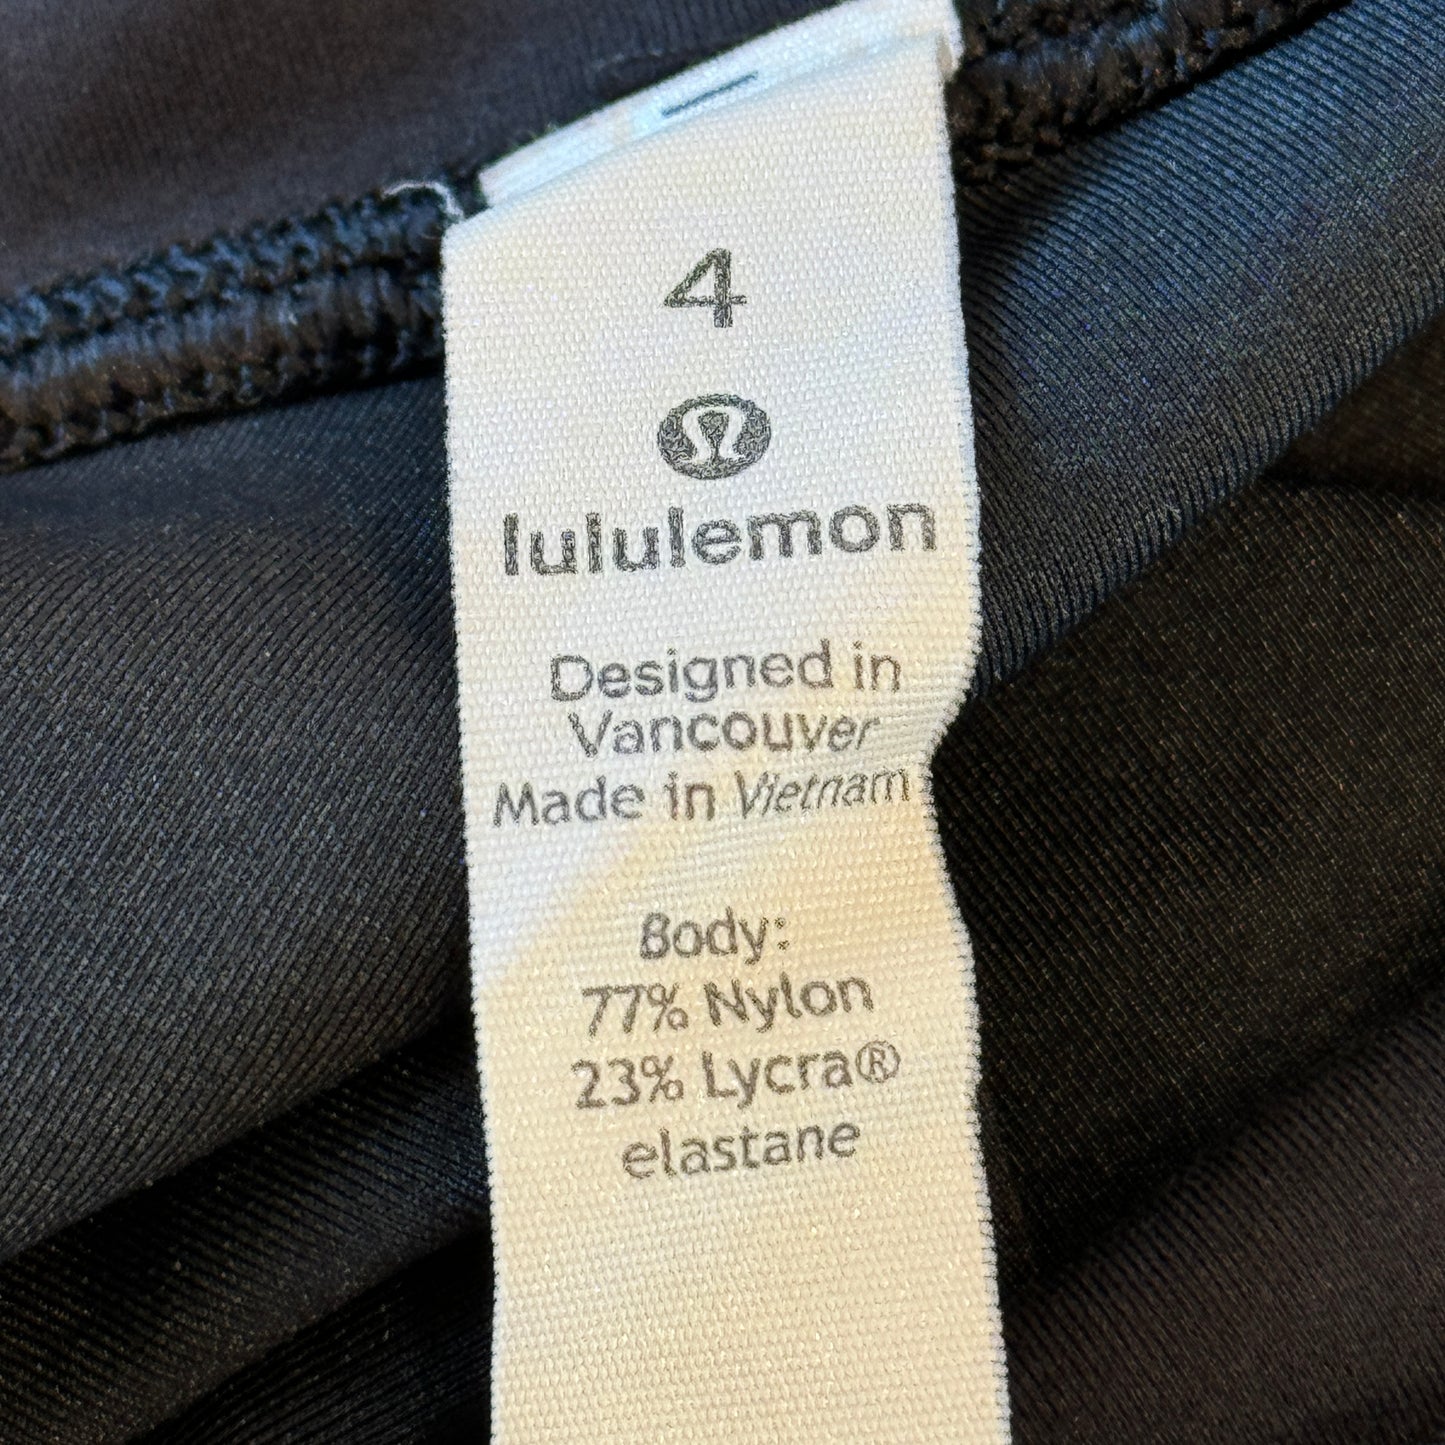 4
lululemon
Designed in
Vancouver
Made in Vietnam
Body:
77% Nylon
23% Lycra®
elastane